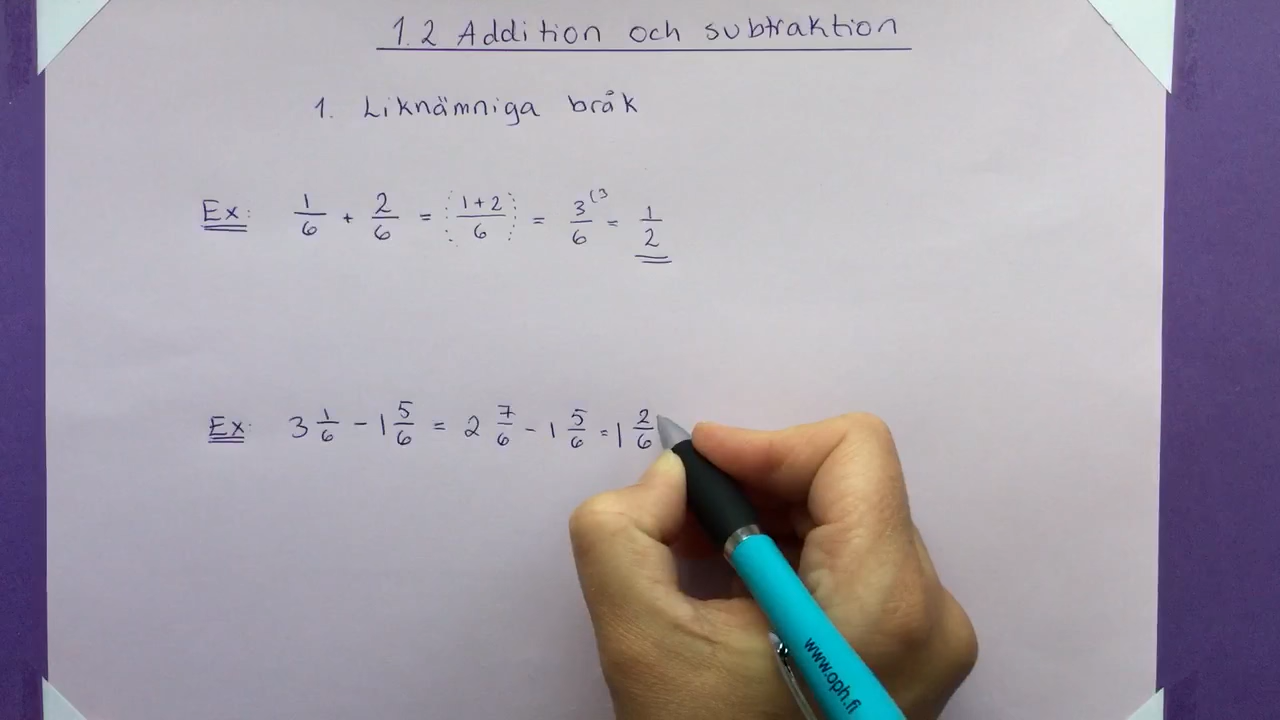 1.2 Addition och subtraktion
1. Liknämniga bråk
Ex: 1/6 + 2/6 = (1+2)/6 = 3/6 (3 = 1/2
Ex: 3 1/6 - 1 5/6 = 2 7/6 - 1 5/6 = 1 2/6
www.oph.fi